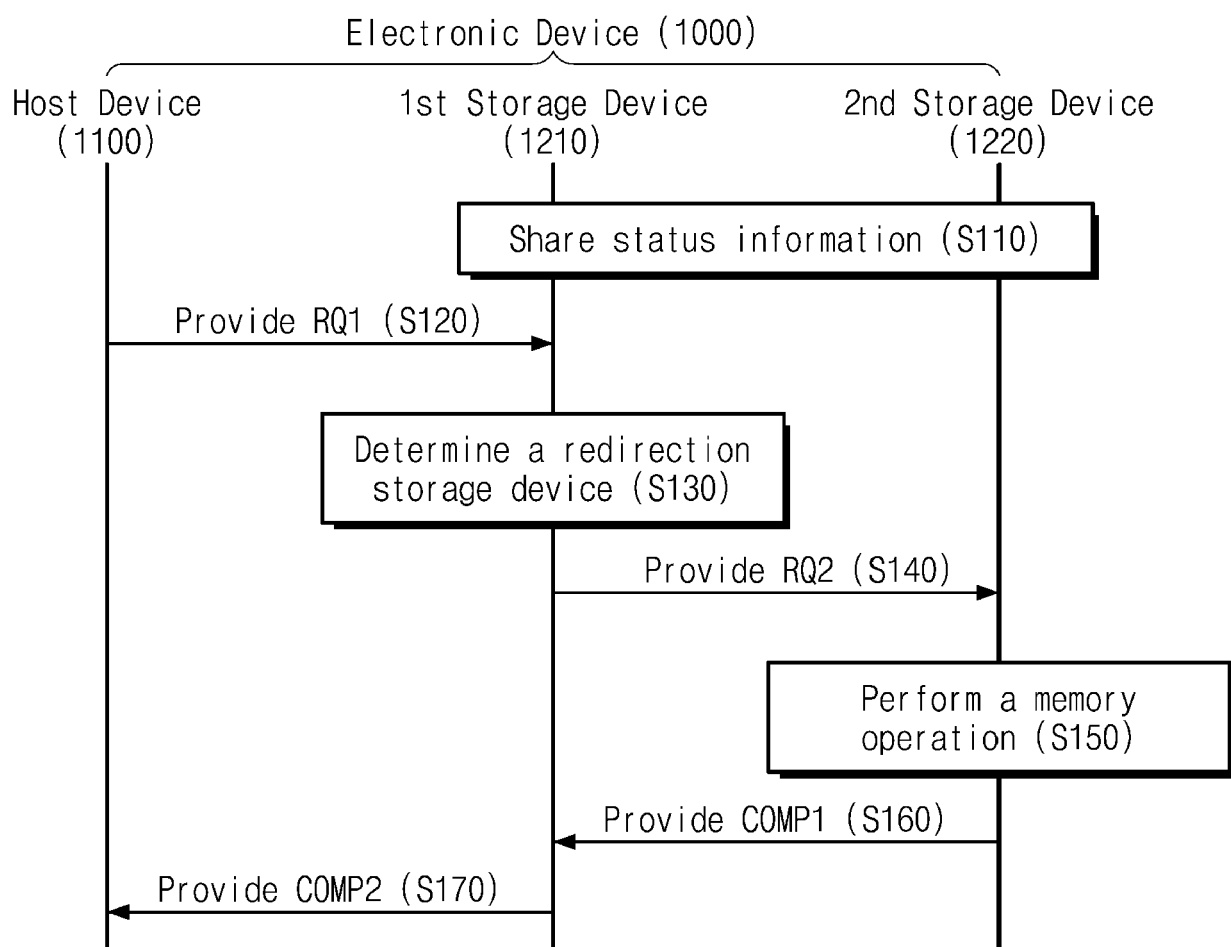 Electronic Device (1000)
Host Device
(1100)
1st Storage Device
(1210)
2nd Storage Device
(1220)
Share status information (S110)
Provide RQ1 (S120)
Determine a redirection
storage device (S130)
Provide RQ2 (S140)
Perform a memory
operation (S150)
Provide COMP1 (S160)
Provide COMP2 (S170)